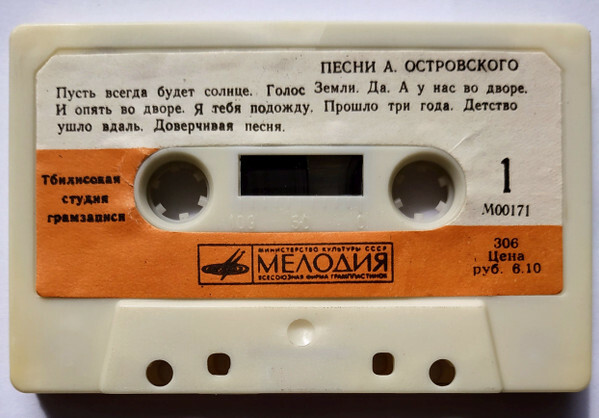 ПЕСНИ А. ОСТРОВСКОГО
Пусть всегда будет солнце. Голос Земли. Да. А у нас во дворе.
И опять во дворе. Я тебя подожду. Прошло три года. Детство
ушло вдаль. Доверчивая песня.
Тбилисская
студия
грамзаписи
1
М00171
МИНИСТЕРСТВО КУЛЬТУРЫ СССР
МЕЛОДИЯ
ВСЕСОЮЗНАЯ ФИРМА ГРАМПЛАСТИНОК
306
Цена
руб. 6.10